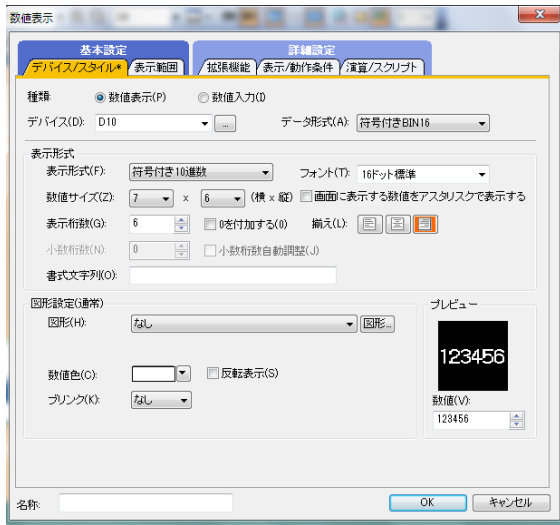 数値表示
基本設定 詳細設定
デバイス/スタイル* 表示範囲 拡張機能 表示/動作条件 演算/スクリプト
種類: 数値表示(P) 数値入力(I)
デバイス(D): D10 ... データ形式(A): 符号付きBIN16
表示形式
表示形式(F): 符号付き10進数 フォント(T): 16ドット標準
数値サイズ(Z): 7 x 6 (横 x 縦) 画面に表示する数値をアスタリスクで表示する
表示桁数(G): 6 0を付加する(0) 揃え(L):
小数桁数(N): 0 小数桁数自動調整(J)
書式文字列(O):
図形設定(通常) プレビュー
図形(H): なし 図形...
123456
数値色(C): 反転表示(S)
ブリンク(K): なし 数値(V):
123456
名称: OK キャンセル